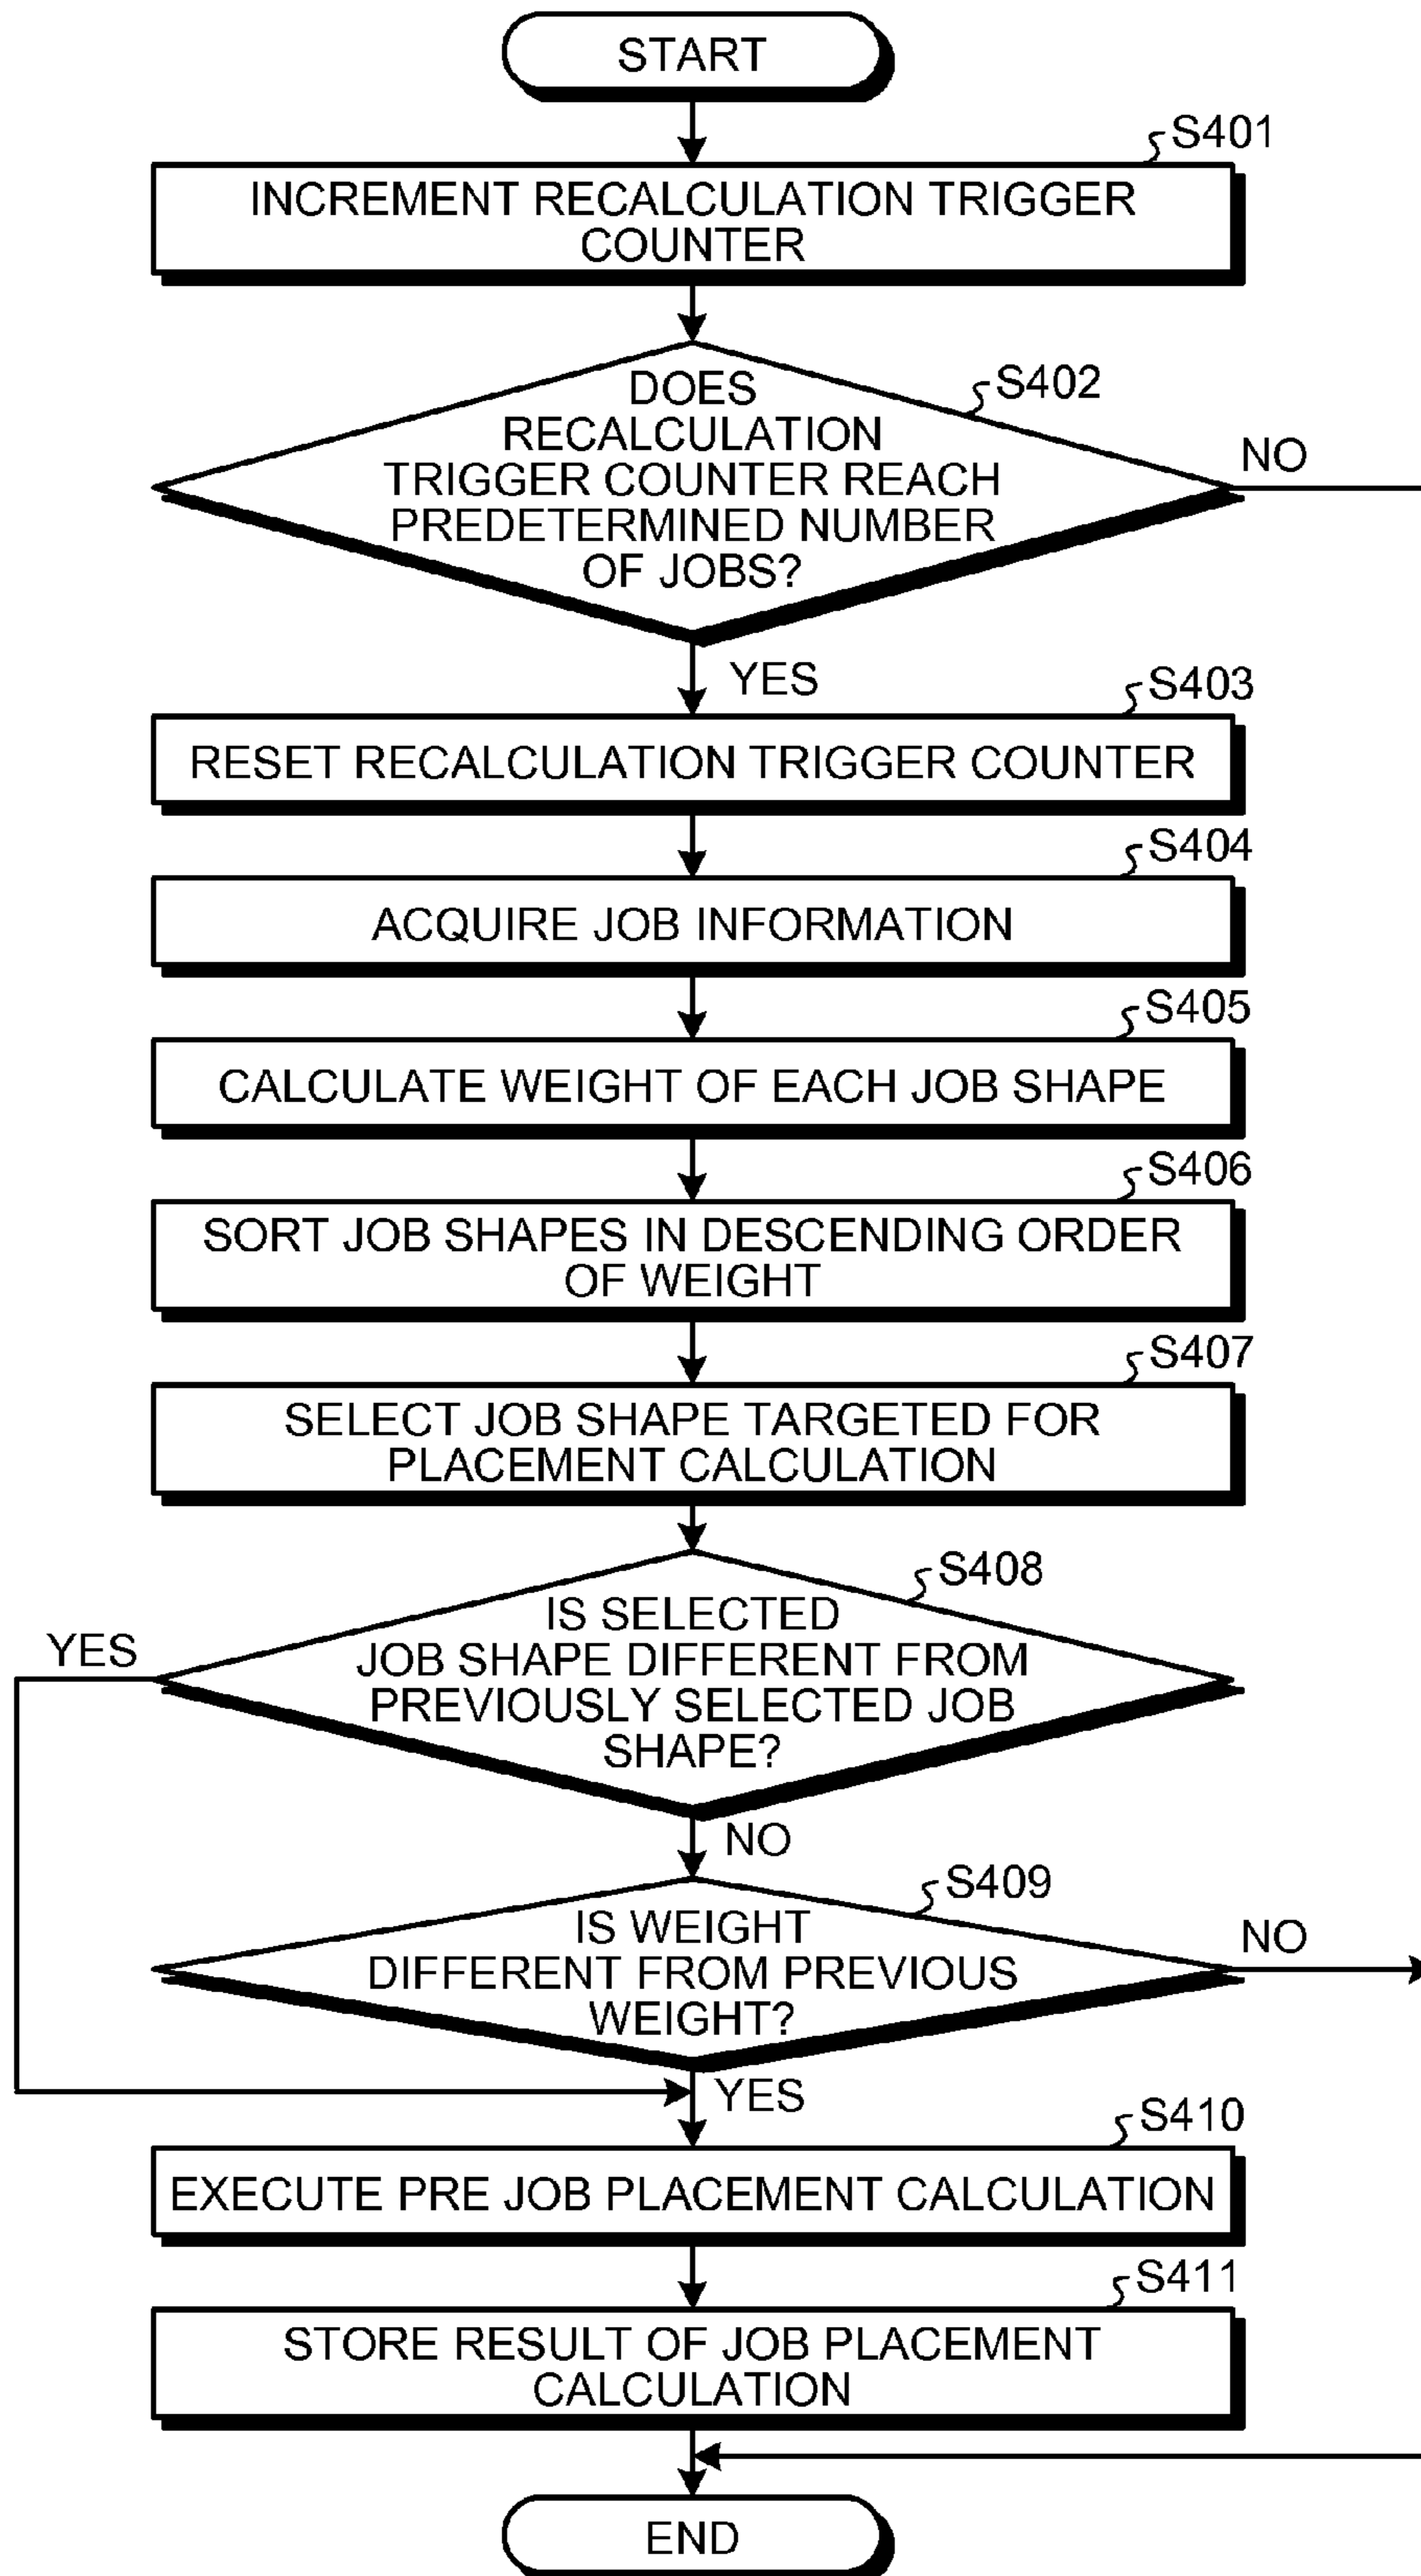 START
S401
INCREMENT RECALCULATION TRIGGER
COUNTER
S402
DOES
RECALCULATION
TRIGGER COUNTER REACH
PREDETERMINED NUMBER
OF JOBS?
NO
YES
S403
RESET RECALCULATION TRIGGER COUNTER
S404
ACQUIRE JOB INFORMATION
S405
CALCULATE WEIGHT OF EACH JOB SHAPE
S406
SORT JOB SHAPES IN DESCENDING ORDER
OF WEIGHT
S407
SELECT JOB SHAPE TARGETED FOR
PLACEMENT CALCULATION
S408
IS SELECTED
JOB SHAPE DIFFERENT FROM
PREVIOUSLY SELECTED JOB
SHAPE?
YES
NO
S409
IS WEIGHT
DIFFERENT FROM PREVIOUS
WEIGHT?
NO
YES
S410
EXECUTE PRE JOB PLACEMENT CALCULATION
S411
STORE RESULT OF JOB PLACEMENT
CALCULATION
END